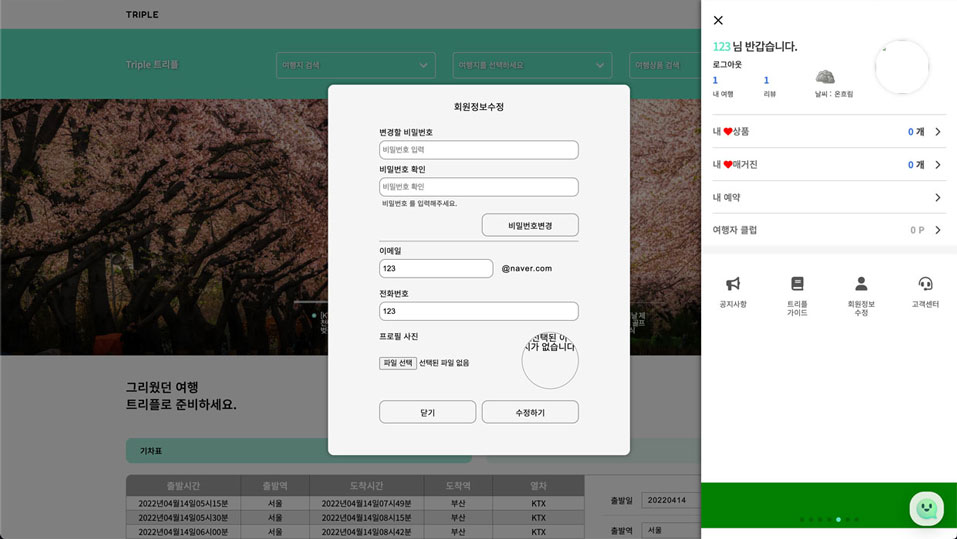 TRIPLE
Triple 트리플
여행지 검색
여행지를 선택하세요
여행상품 검색
회원정보수정
변경할 비밀번호
비밀번호 입력
비밀번호 확인
비밀번호 확인
비밀번호 를 입력해주세요.
비밀번호변경
이메일
123
@naver.com
전화번호
123
프로필 사진
파일 선택 선택된 파일 없음
선택된 이
지가 없습니다
닫기
수정하기
123 님 반갑습니다.
로그아웃
1
내 여행
1
리뷰
날씨 : 온흐림
내 ❤상품
0 개
내 ❤매거진
0 개
내 예약
여행자 클럽
0 P
공지사항
트리플
가이드
회원정보
수정
고객센터
그리웠던 여행
트리플로 준비하세요.
기차표
출발시간 출발역 도착시간 도착역 열차
2022년04월14일05시15분 서울 2022년04월14일07시49분 부산 KTX
2022년04월14일05시30분 서울 2022년04월14일08시15분 부산 KTX
2022년04월14일06시00분 서울 2022년04월14일08시42분 부산 KTX
출발일
20220414
출발역
서울